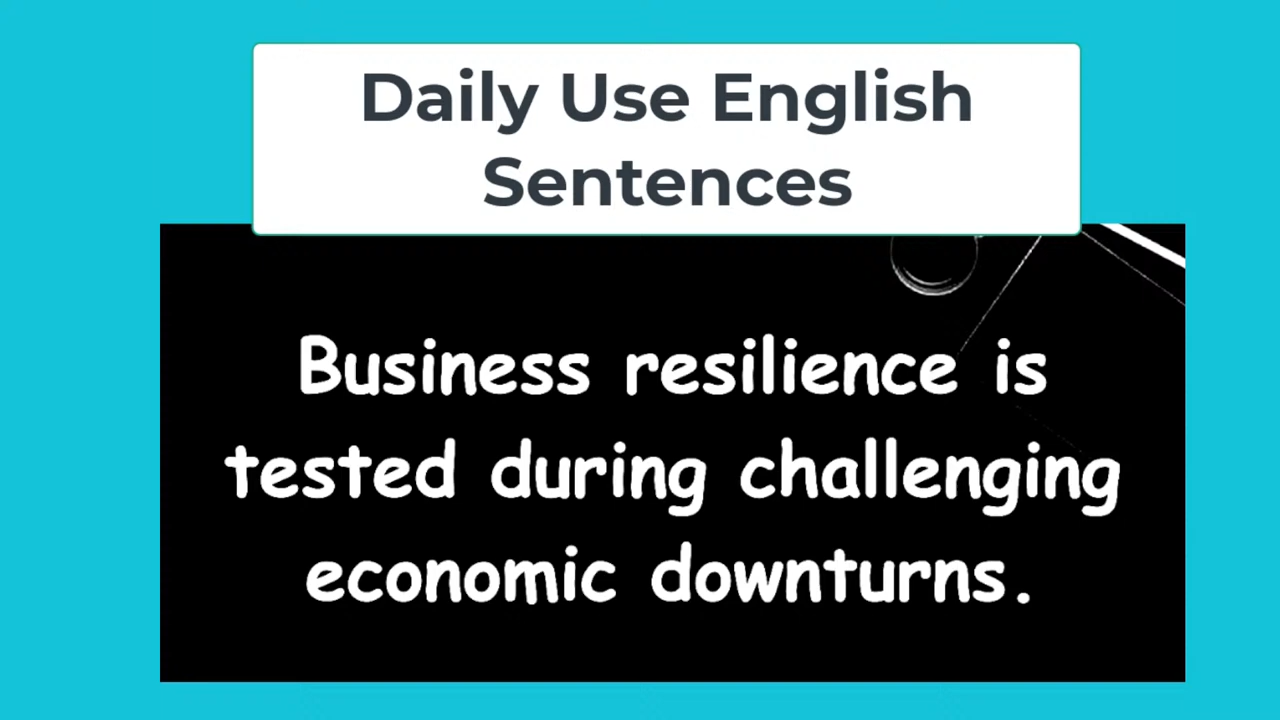 Daily Use English
Sentences
Business resilience is
tested during challenging
economic downturns.